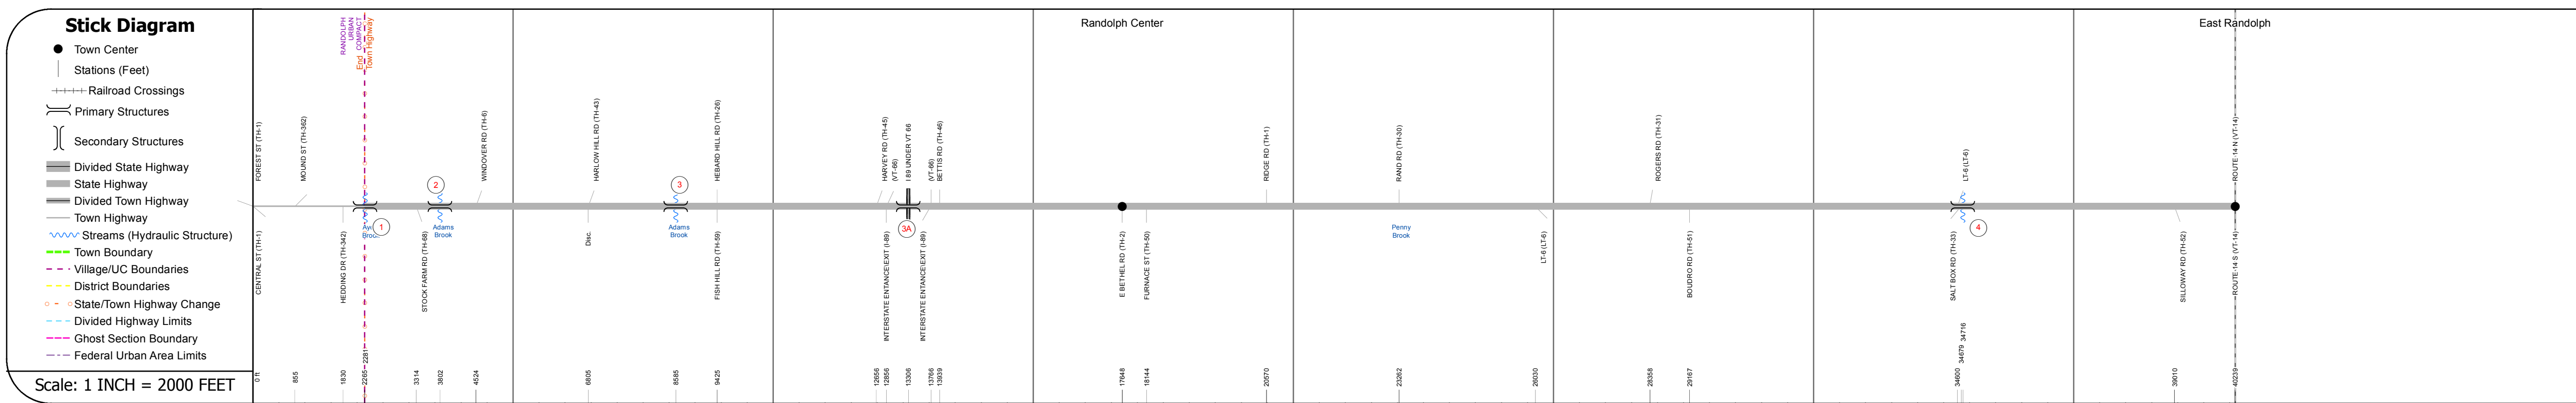 Stick Diagram
Town Center
Stations (Feet)
Railroad Crossings
Primary Structures
Secondary Structures
Divided State Highway
State Highway
Divided Town Highway
Town Highway
Streams (Hydraulic Structure)
Town Boundary
Village/UC Boundaries
District Boundaries
State/Town Highway Change
Divided Highway Limits
Ghost Section Boundary
Federal Urban Area Limits
Scale: 1 INCH = 2000 FEET
RANDOLPH
URBAN
COMPACT
End
Town Highway
Randolph Center
East Randolph
FOREST ST (TH-1)
MOUND ST (TH-362)
WINDOVER RD (TH-6)
HARLOW HILL RD (TH-43)
HEBARD HILL RD (TH-26)
HARVEY RD (TH-45)
(VT-66)
I 89 UNDER VT 66
(VT-66)
BETTIS RD (TH-46)
RIDGE RD (TH-1)
RAND RD (TH-30)
ROGERS RD (TH-31)
LT-6 (LT-6)
ROUTE-14 N (VT-14)
1
2
3
3A
4
Adams
Brook
Adams
Brook
Penny
Brook
CENTRAL ST (TH-1)
HEDDING DR (TH-342)
STOCK FARM RD (TH-68)
Disc.
FISH HILL RD (TH-59)
INTERSTATE ENTANCE\EXIT (I-89)
INTERSTATE ENTANCE\EXIT (I-89)
E BETHEL RD (TH-2)
FURNACE ST (TH-50)
LT-6 (LT-6)
BOUDRO RD (TH-51)
SALT BOX RD (TH-33)
SILLOWAY RD (TH-52)
ROUTE-14 S (VT-14)
0 ft
855
1830
2265
2281
3314
3802
4524
6605
8585
9425
12656
12856
13306
13766
13939
17648
18144
20570
23262
26030
28358
29167
34600
34679
34716
39010
40239